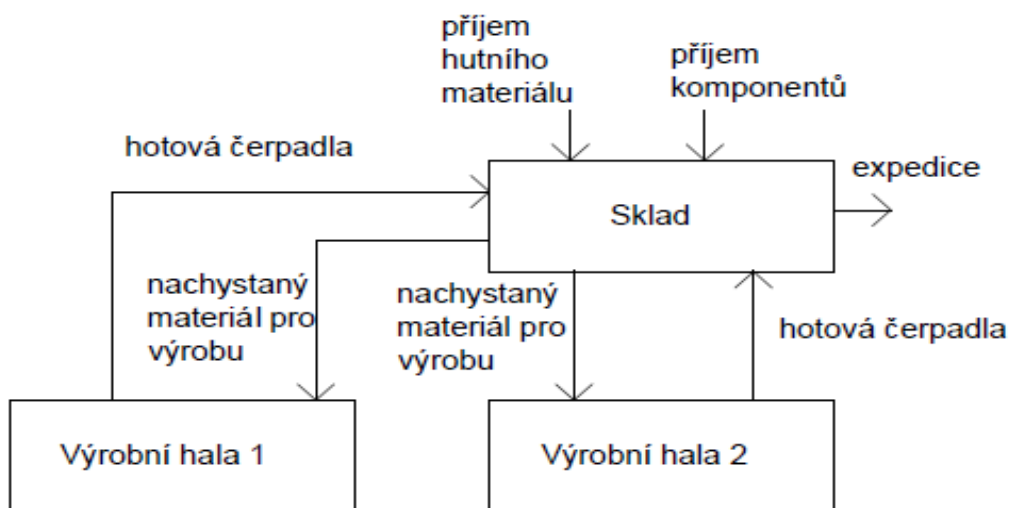 příjem
hutního
materiálu
příjem
komponentů
hotová čerpadla
expedice
Sklad
nachystaný
materiál pro
výrobu
nachystaný
materiál pro
výrobu
hotová čerpadla
Výrobní hala 1
Výrobní hala 2